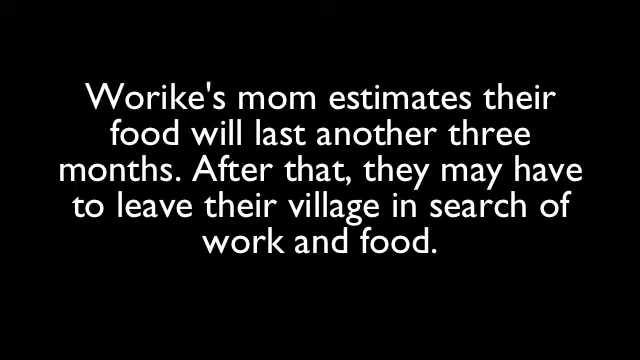 Worike's mom estimates their
food will last another three
months. After that, they may have
to leave their village in search of
work and food.